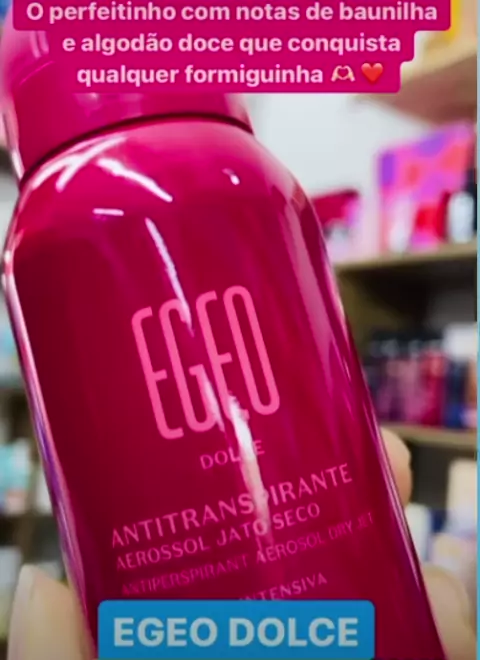 O perfeitinho com notas de baunilha
e algodão doce que conquista
qualquer formiguinha 🫶🏻❤️
EGEO
DOLCE
ANTITRANSPIRANTE
AEROSSOL JATO SECO
ANTIPERSPIRANT AEROSOL DRY JET
INTENSIVA
EGEO DOLCE